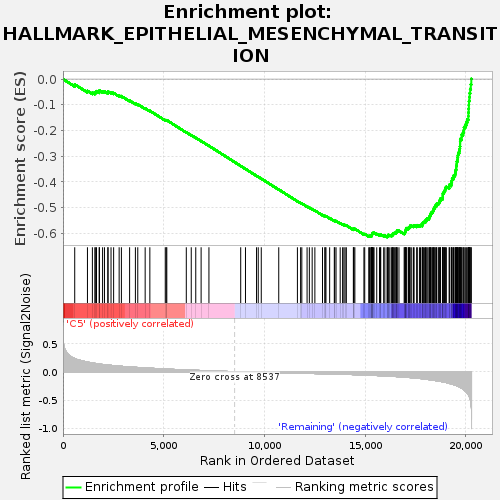 Enrichment plot:
HALLMARK_EPITHELIAL_MESENCHYMAL_TRANSIT
ION
Enrichment score (ES)
0.0
-0.1
-0.2
-0.3
-0.4
-0.5
-0.6
'C5' (positively correlated)
Ranked list metric (Signal2Noise)
0.5
0.0
-0.5
-1.0
Zero cross at 8537
'Remaining' (negatively correlated)
0
5,000
10,000
15,000
20,000
Rank in Ordered Dataset
Enrichment profile
Hits
Ranking metric scores